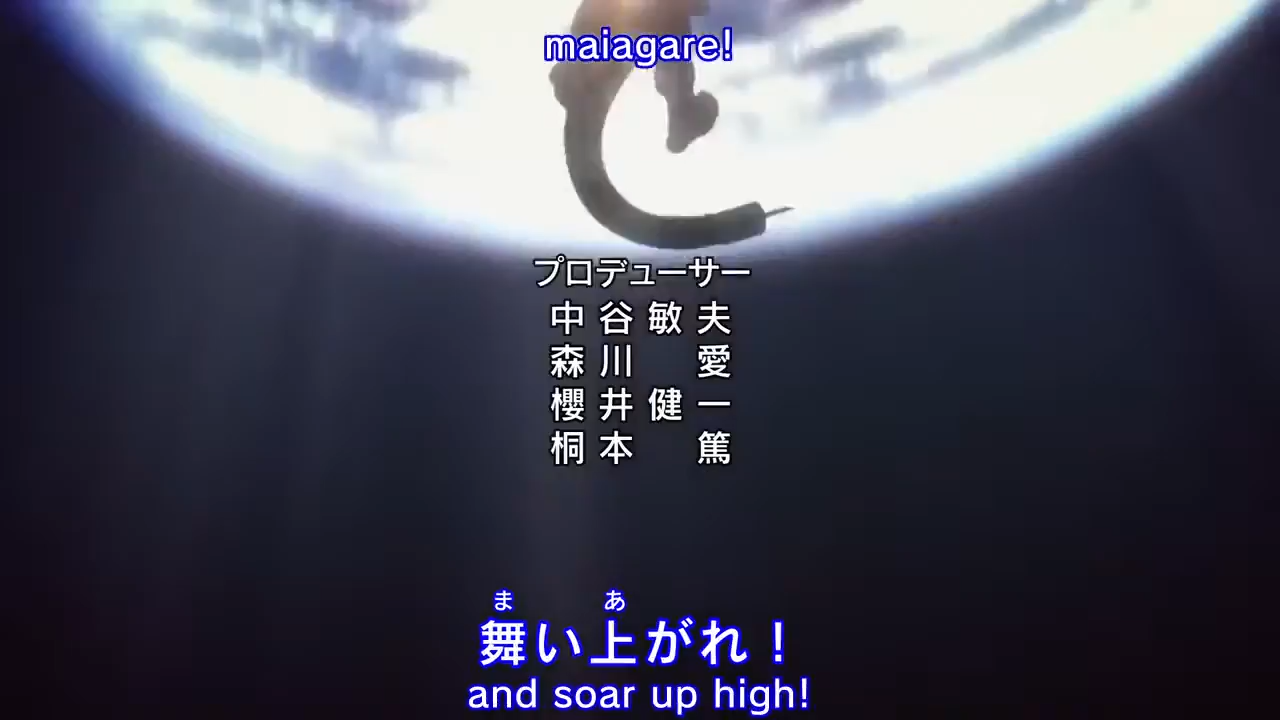 maiagare!
プロデューサー
中谷敏夫
森川 愛
櫻井健一
桐本 篤
ま あ
舞い上がれ！
and soar up high!